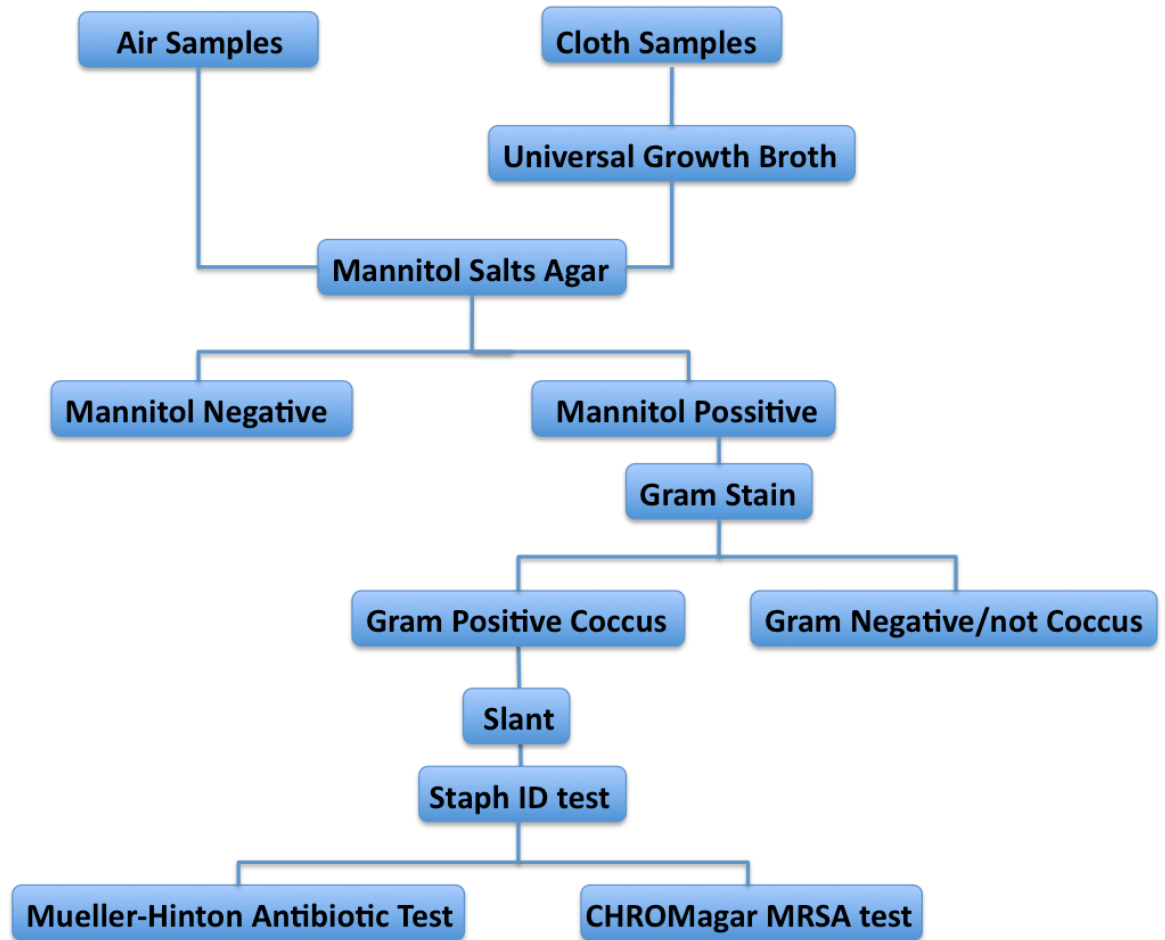 Air Samples
Cloth Samples
Universal Growth Broth
Mannitol Salts Agar
Mannitol Negative
Mannitol Possitive
Gram Stain
Gram Positive Coccus
Gram Negative/not Coccus
Slant
Staph ID test
Mueller-Hinton Antibiotic Test
CHROMagar MRSA test